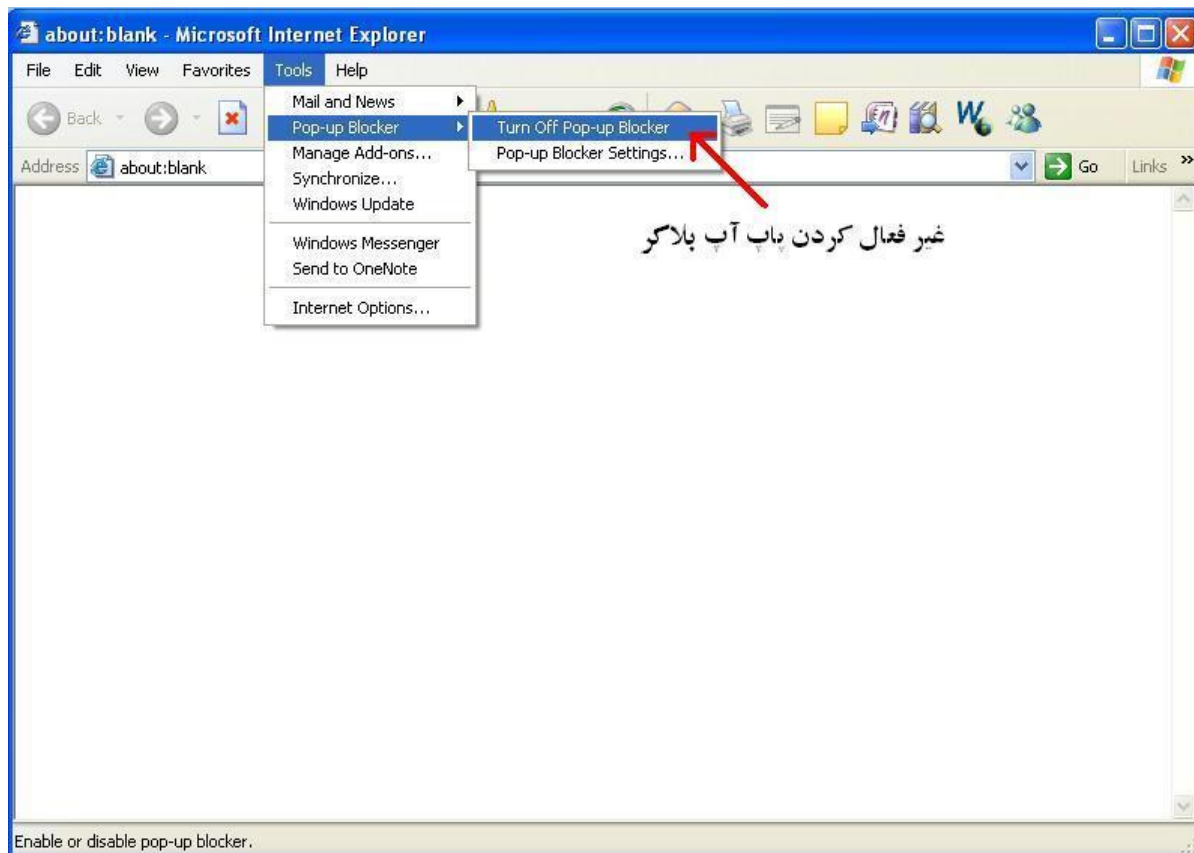 about:blank - Microsoft Internet Explorer
File Edit View Favorites Tools Help
Back
Mail and News
Pop-up Blocker
Turn Off Pop-up Blocker
Manage Add-ons...
Pop-up Blocker Settings...
Address about:blank
Go Links »
Synchronize...
Windows Update
Windows Messenger
Send to OneNote
Internet Options...
غیر فعال کردن پاپ آپ بلاکر
Enable or disable pop-up blocker.